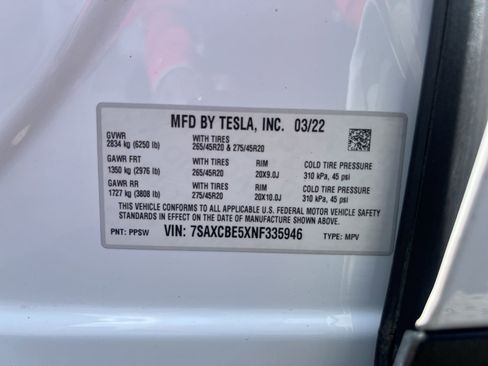 MFD BY TESLA, INC. 03/22
GVWR WITH TIRES
2834 kg (6250 lb) 265/45R20 & 275/45R20
GAWR FRT WITH TIRES RIM COLD TIRE PRESSURE
1350 kg (2976 lb) 265/45R20 20X9.0J 310 kPa, 45 psi
GAWR RR WITH TIRES RIM COLD TIRE PRESSURE
1727 kg (3808 lb) 275/45R20 20X10.0J 310 kPa, 45 psi
THIS VEHICLE CONFORMS TO ALL APPLICABLE U.S. FEDERAL MOTOR VEHICLE SAFETY
STANDARDS IN EFFECT ON THE DATE OF MANUFACTURE SHOWN ABOVE.
PNT: PPSW VIN: 7SAXCBE5XNF335946 TYPE: MPV